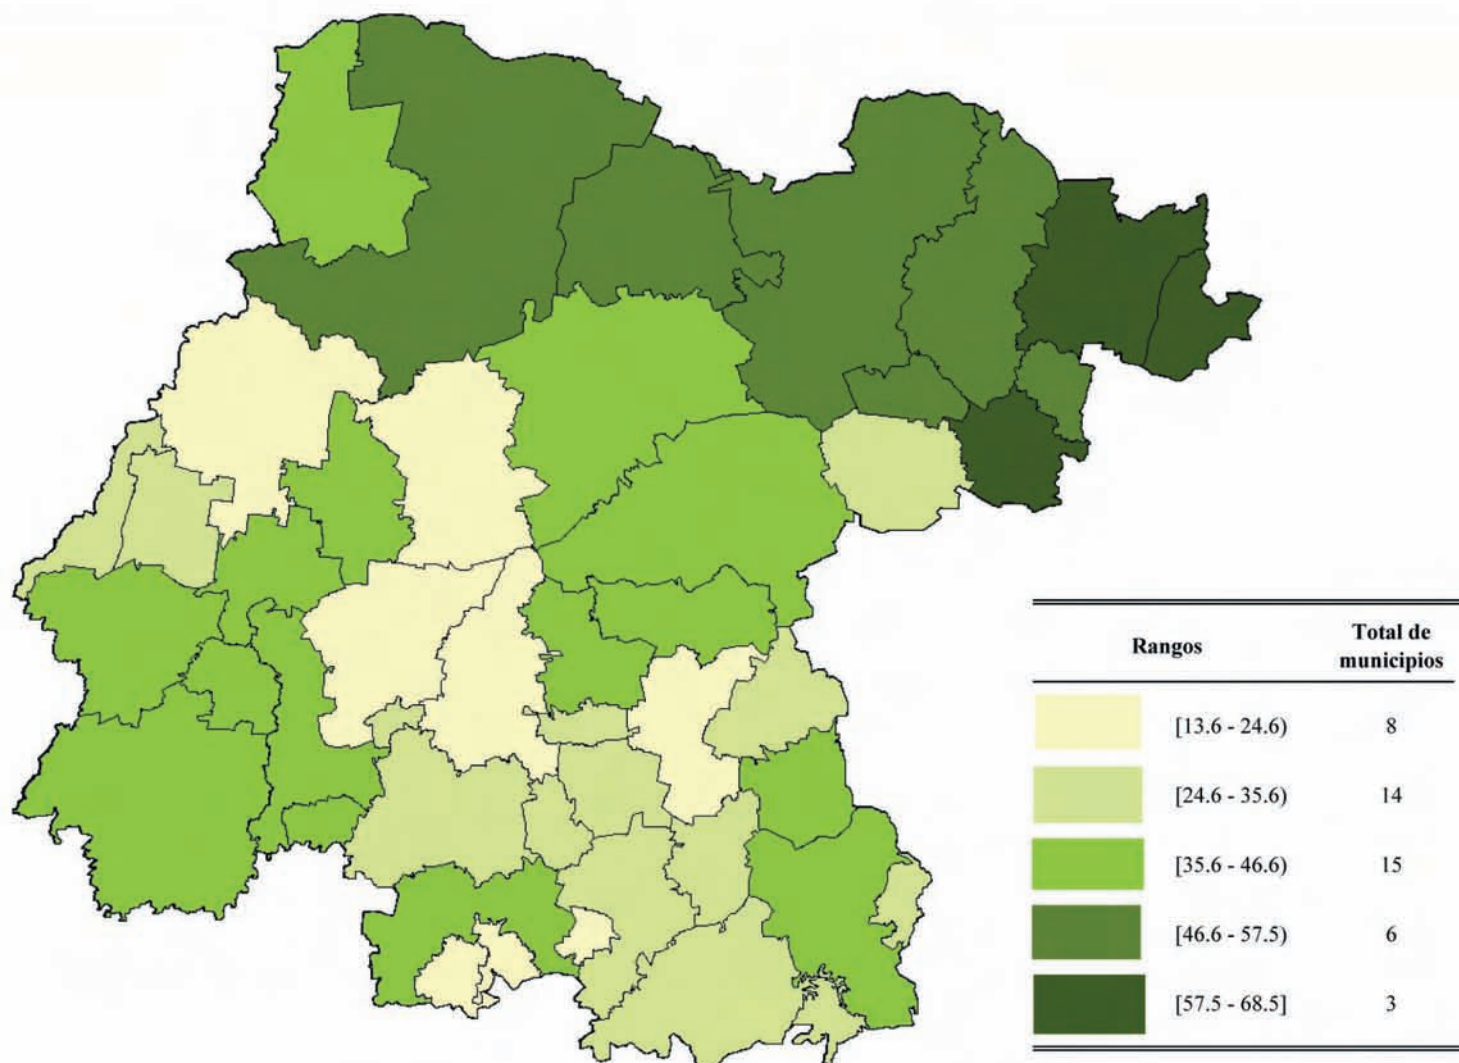 Rangos Total de
municipios
[13.6 - 24.6) 8
[24.6 - 35.6) 14
[35.6 - 46.6) 15
[46.6 - 57.5) 6
[57.5 - 68.5] 3